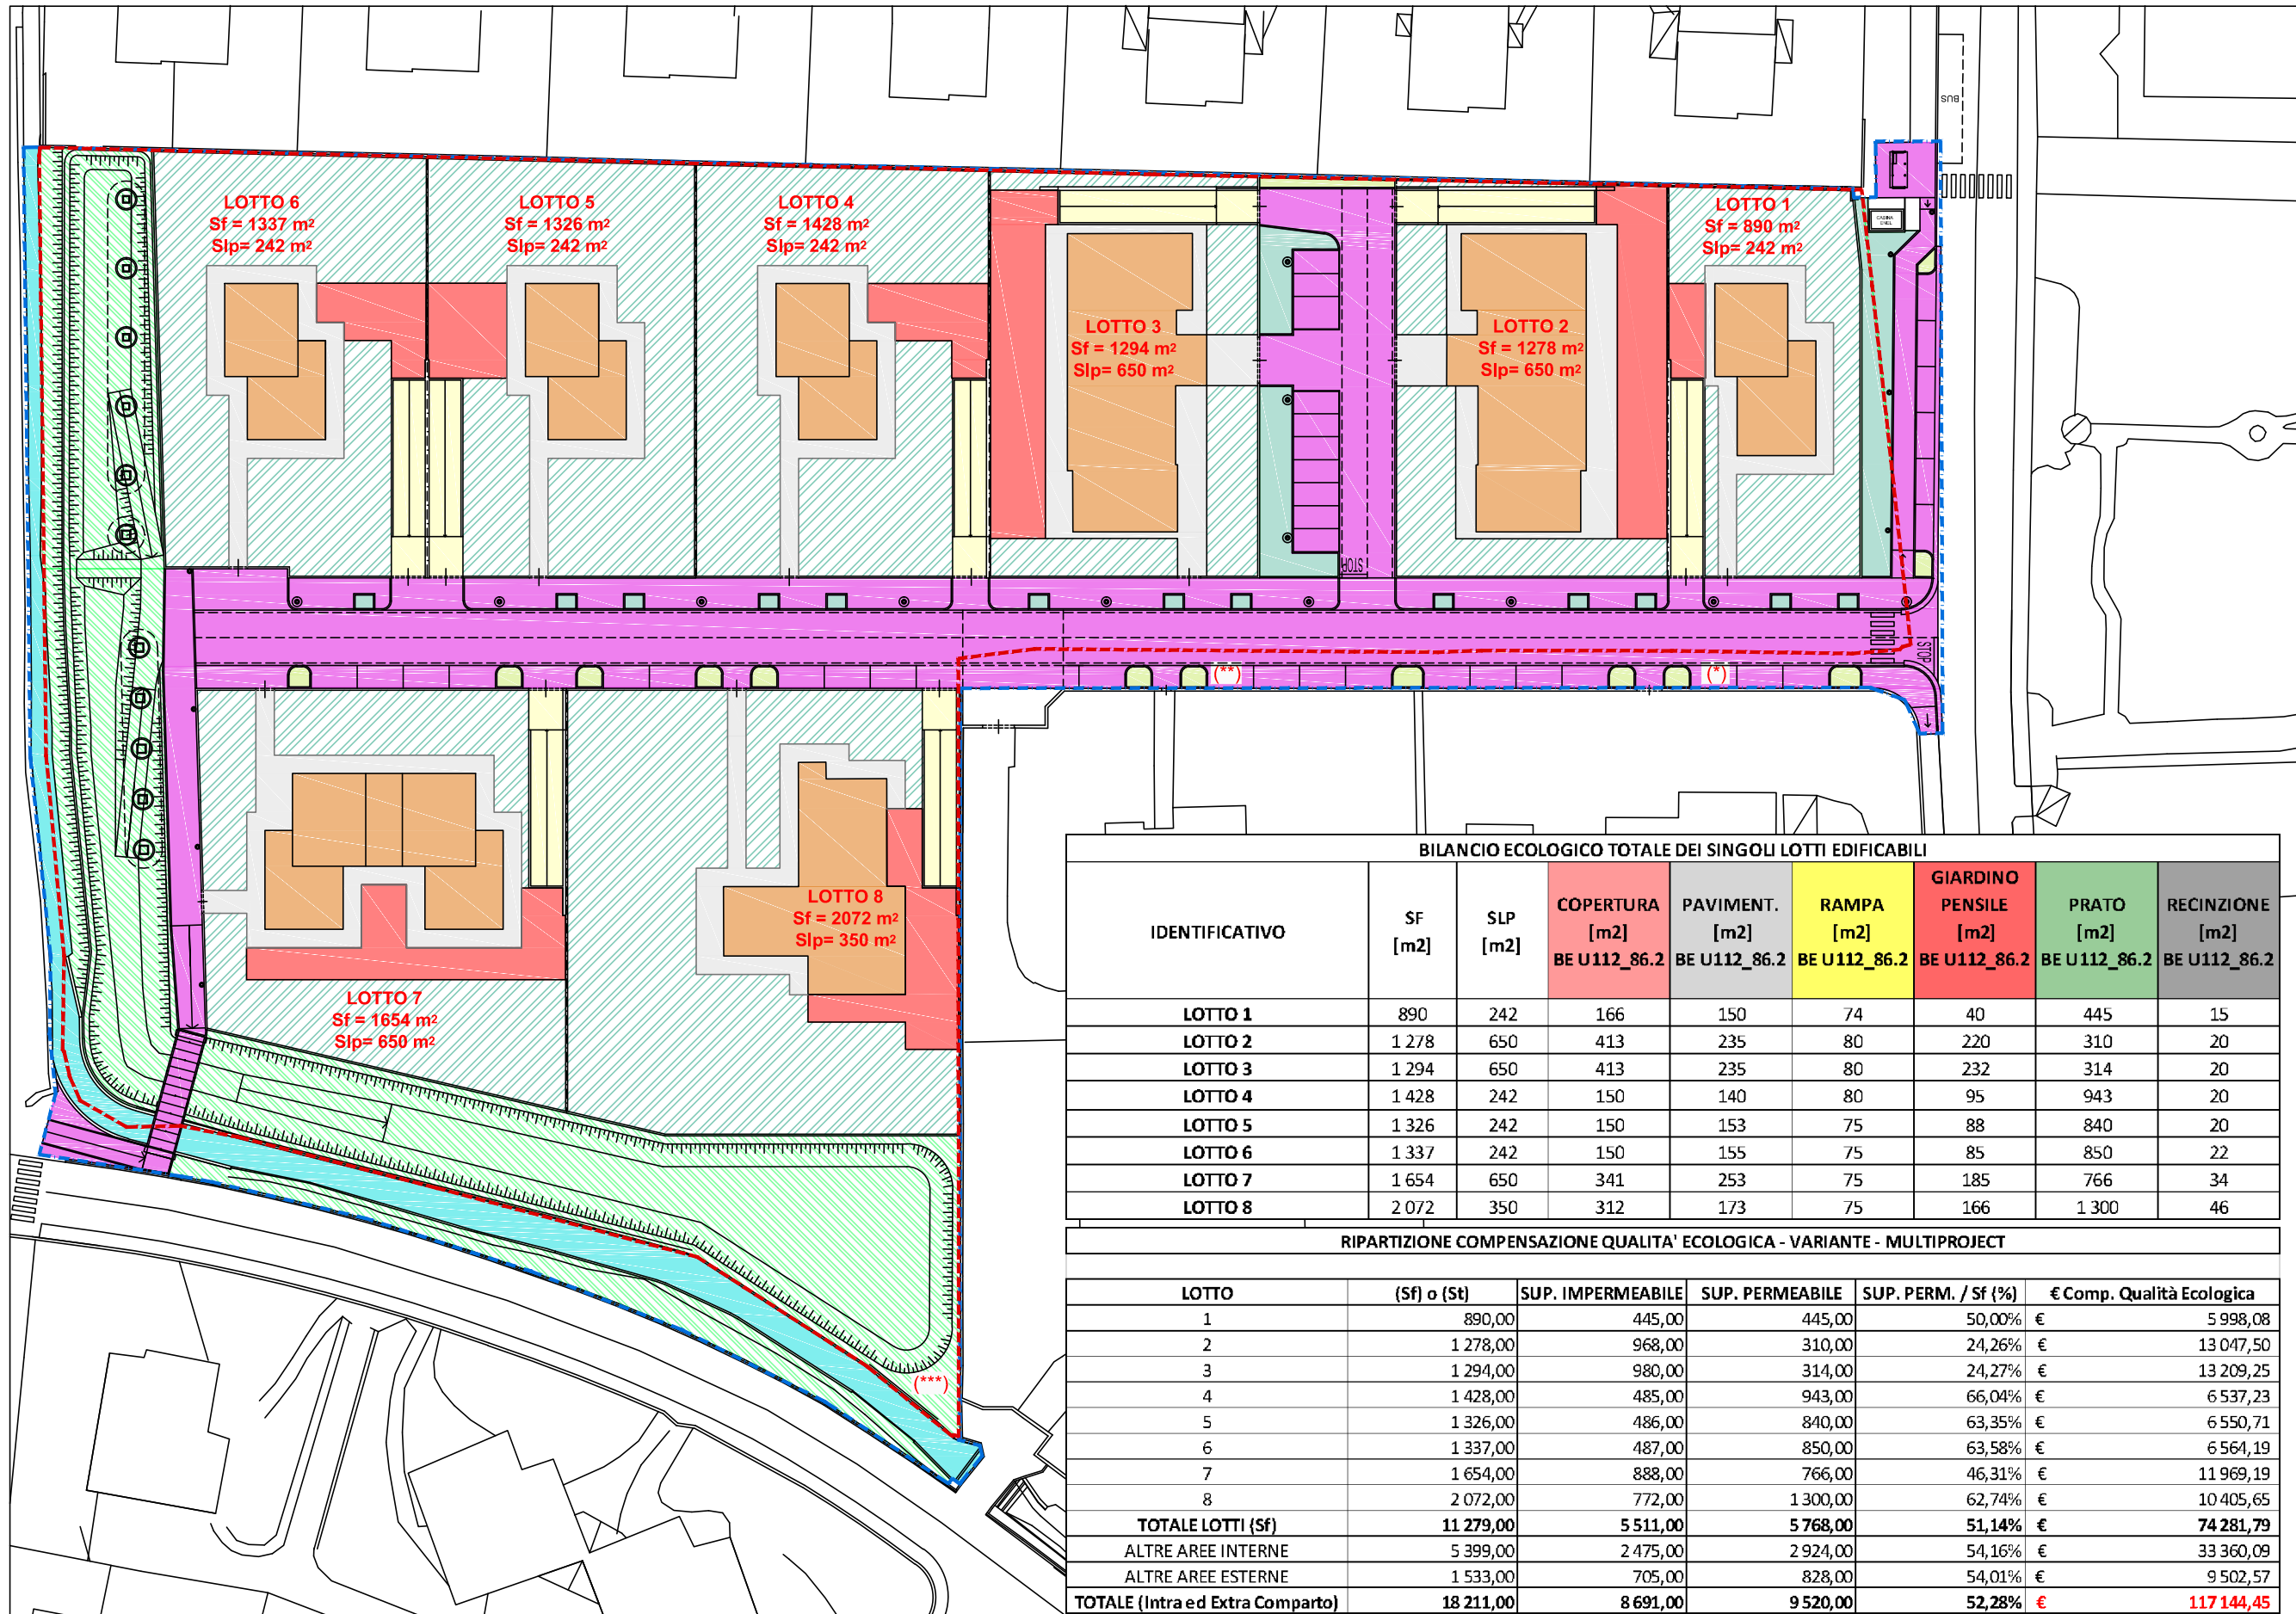 BUS
CABINA
ENEL
LOTTO 6
Sf = 1337 m²
Slp= 242 m²
LOTTO 5
Sf = 1326 m²
Slp= 242 m²
LOTTO 4
Sf = 1428 m²
Slp= 242 m²
LOTTO 1
Sf = 890 m²
Slp= 242 m²
LOTTO 3
Sf = 1294 m²
Slp= 650 m²
LOTTO 2
Sf = 1278 m²
Slp= 650 m²
STOP
STOP
(**)
(*)
LOTTO 8
Sf = 2072 m²
Slp= 350 m²
LOTTO 7
Sf = 1654 m²
Slp= 650 m²
(***)
BILANCIO ECOLOGICO TOTALE DEI SINGOLI LOTTI EDIFICABILI
IDENTIFICATIVO
SF
[m2]
SLP
[m2]
COPERTURA
[m2]
BE U112_86.2
PAVIMENT.
[m2]
BE U112_86.2
RAMPA
[m2]
BE U112_86.2
GIARDINO
PENSILE
[m2]
BE U112_86.2
PRATO
[m2]
BE U112_86.2
RECINZIONE
[m2]
BE U112_86.2
LOTTO 1 890 242 166 150 74 40 445 15
LOTTO 2 1 278 650 413 235 80 220 310 20
LOTTO 3 1 294 650 413 235 80 232 314 20
LOTTO 4 1 428 242 150 140 80 95 943 20
LOTTO 5 1 326 242 150 153 75 88 840 20
LOTTO 6 1 337 242 150 155 75 85 850 22
LOTTO 7 1 654 650 341 253 75 185 766 34
LOTTO 8 2 072 350 312 173 75 166 1 300 46
RIPARTIZIONE COMPENSAZIONE QUALITA' ECOLOGICA - VARIANTE - MULTIPROJECT
LOTTO (Sf) o (St) SUP. IMPERMEABILE SUP. PERMEABILE SUP. PERM. / Sf (%) € Comp. Qualità Ecologica
1 890,00 445,00 445,00 50,00% € 5 998,08
2 1 278,00 968,00 310,00 24,26% € 13 047,50
3 1 294,00 980,00 314,00 24,27% € 13 209,25
4 1 428,00 485,00 943,00 66,04% € 6 537,23
5 1 326,00 486,00 840,00 63,35% € 6 550,71
6 1 337,00 487,00 850,00 63,58% € 6 564,19
7 1 654,00 888,00 766,00 46,31% € 11 969,19
8 2 072,00 772,00 1 300,00 62,74% € 10 405,65
TOTALE LOTTI (Sf) 11 279,00 5 511,00 5 768,00 51,14% € 74 281,79
ALTRE AREE INTERNE 5 399,00 2 475,00 2 924,00 54,16% € 33 360,09
ALTRE AREE ESTERNE 1 533,00 705,00 828,00 54,01% € 9 502,57
TOTALE (Intra ed Extra Comparto) 18 211,00 8 691,00 9 520,00 52,28% € 117 144,45